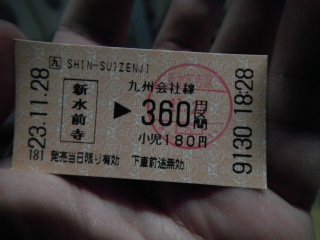 九 SHIN-SUIZENJI
九州会社線
新水前寺
▶ 360円区間
小児180円
23.11.28
181
発売当日限り有効 下車前途無効
9130 18:28